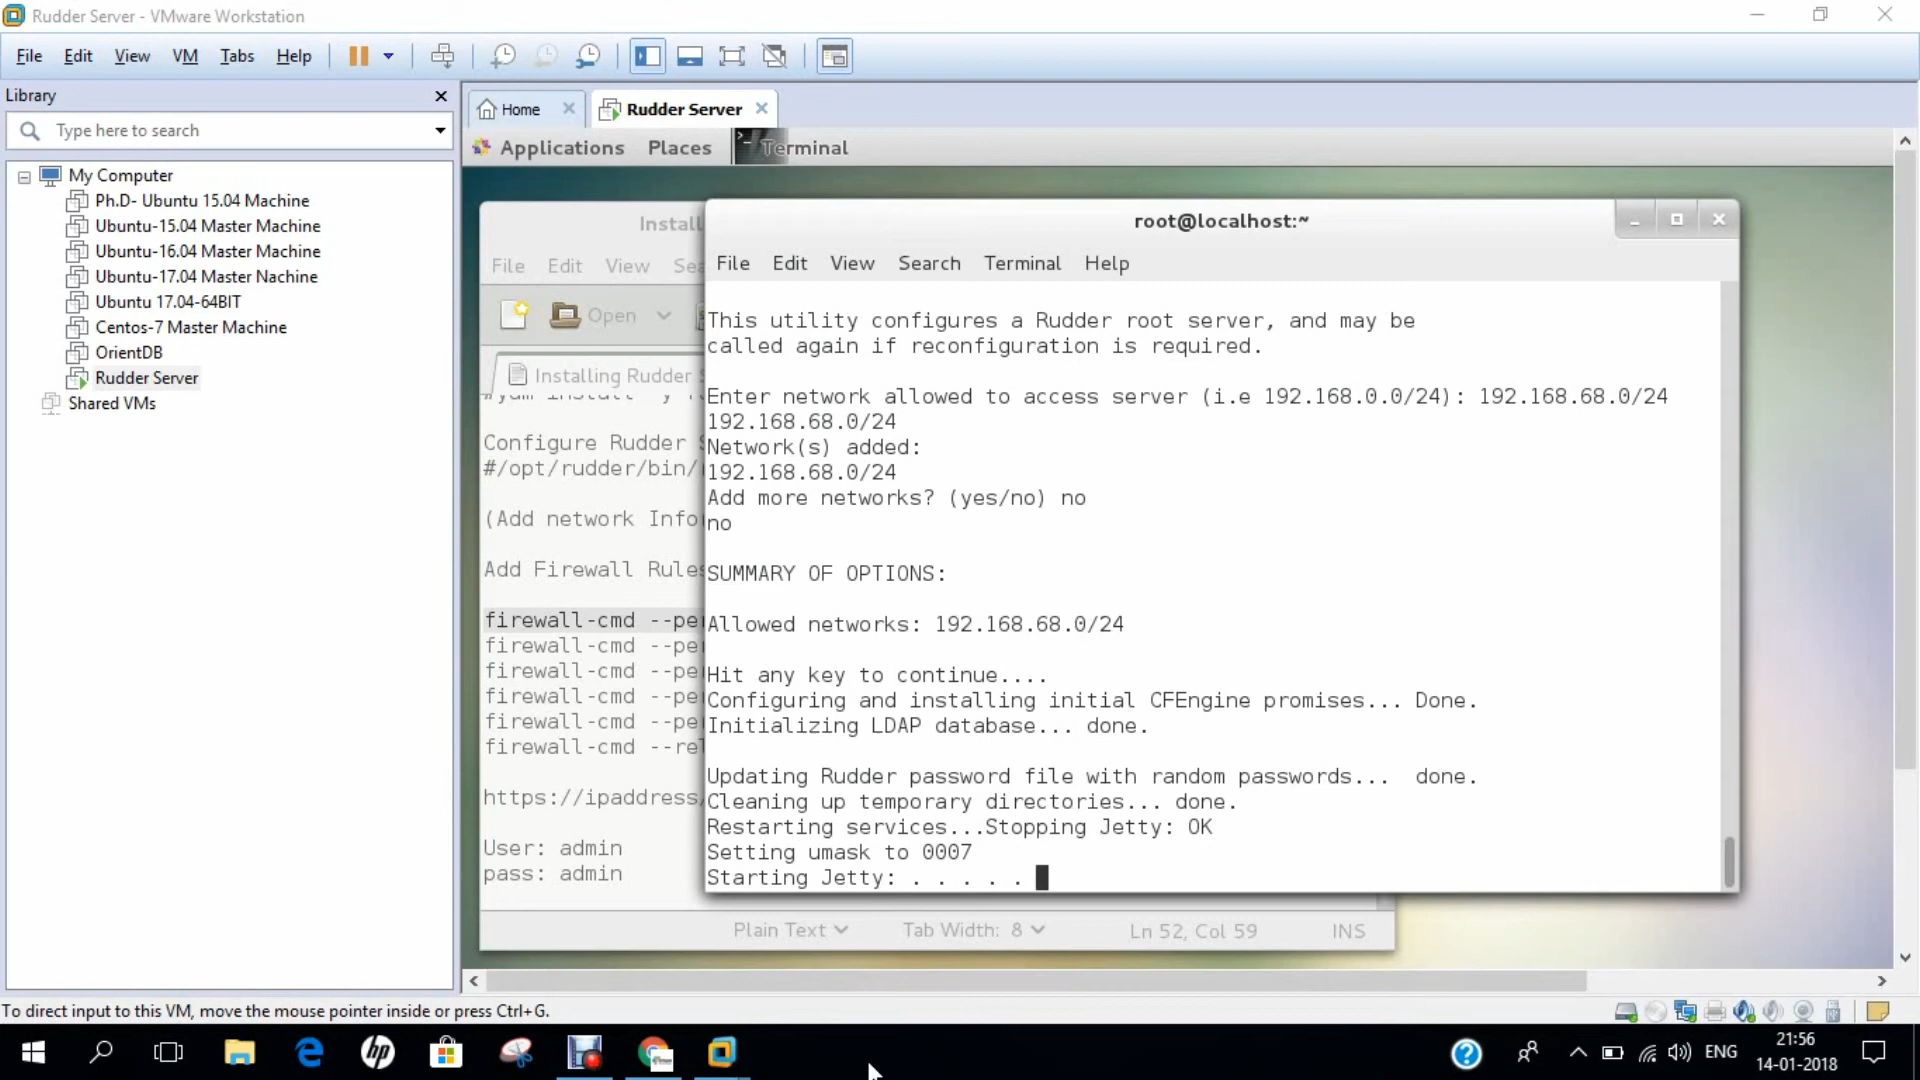 Rudder Server - VMware Workstation
File Edit View VM Tabs Help
Library
Type here to search
My Computer
Ph.D- Ubuntu 15.04 Machine
Ubuntu-15.04 Master Machine
Ubuntu-16.04 Master Machine
Ubuntu-17.04 Master Nachine
Ubuntu 17.04-64BIT
Centos-7 Master Machine
OrientDB
Rudder Server
Shared VMs
Home
Rudder Server
Applications Places Terminal
Install
File Edit View Sea
Open
Installing Rudder
Configure Rudder
#/opt/rudder/bin/
(Add network Info
Add Firewall Rules
firewall-cmd --pe
firewall-cmd --pe
firewall-cmd --pe
firewall-cmd --pe
firewall-cmd --pe
firewall-cmd --rel
https://ipaddress/
User: admin
pass: admin
Plain Text Tab Width: 8 Ln 52, Col 59 INS
root@localhost:~
File Edit View Search Terminal Help
This utility configures a Rudder root server, and may be
called again if reconfiguration is required.
Enter network allowed to access server (i.e 192.168.0.0/24): 192.168.68.0/24
192.168.68.0/24
Network(s) added:
192.168.68.0/24
Add more networks? (yes/no) no
no
SUMMARY OF OPTIONS:
Allowed networks: 192.168.68.0/24
Hit any key to continue....
Configuring and installing initial CFEngine promises... Done.
Initializing LDAP database... done.
Updating Rudder password file with random passwords... done.
Cleaning up temporary directories... done.
Restarting services...Stopping Jetty: OK
Setting umask to 0007
Starting Jetty: . . . . .
To direct input to this VM, move the mouse pointer inside or press Ctrl+G.
hp
ENG
21:56
14-01-2018